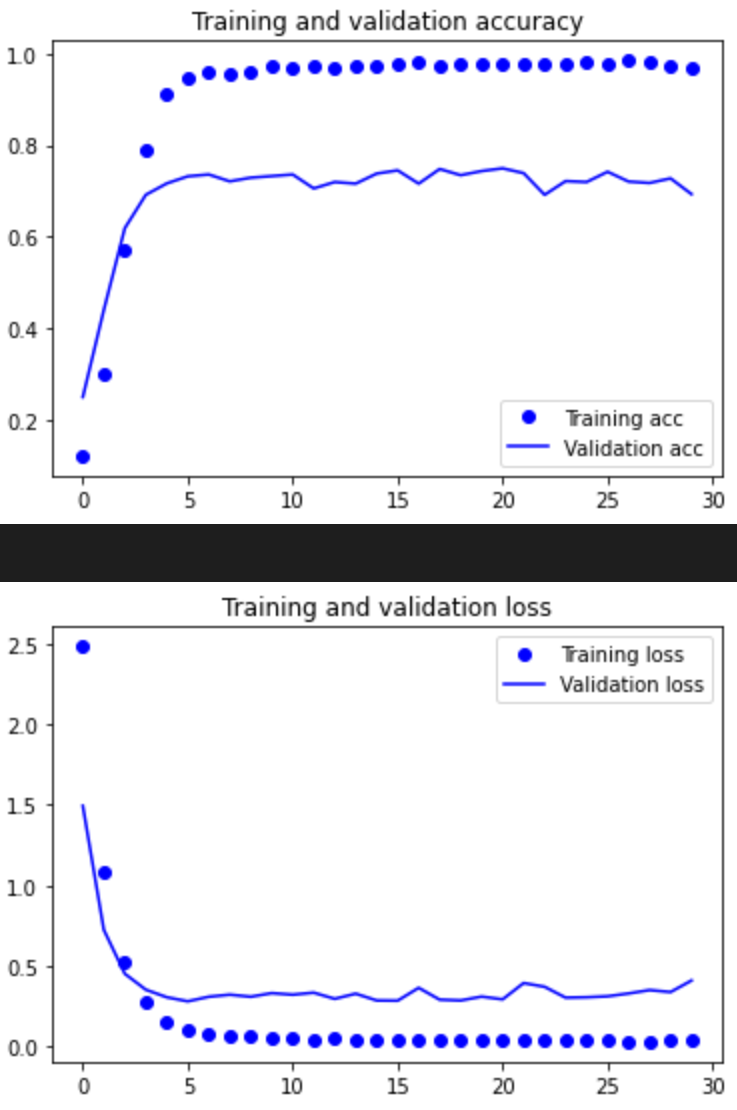 Training and validation accuracy
1.0
0.8
0.6
0.4
0.2
Training acc
Validation acc
0 5 10 15 20 25 30
Training and validation loss
2.5
2.0
1.5
1.0
0.5
0.0
Training loss
Validation loss
0 5 10 15 20 25 30